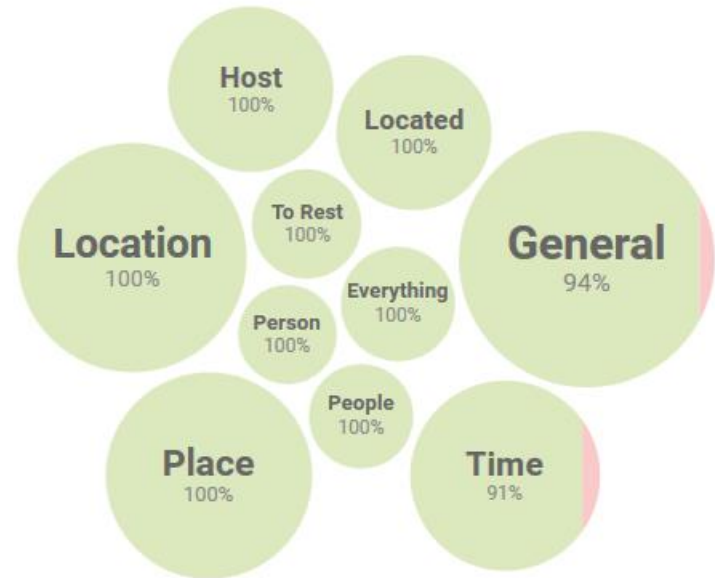 Host
100%
Located
100%
To Rest
100%
Location
100%
General
94%
Everything
100%
Person
100%
People
100%
Place
100%
Time
91%